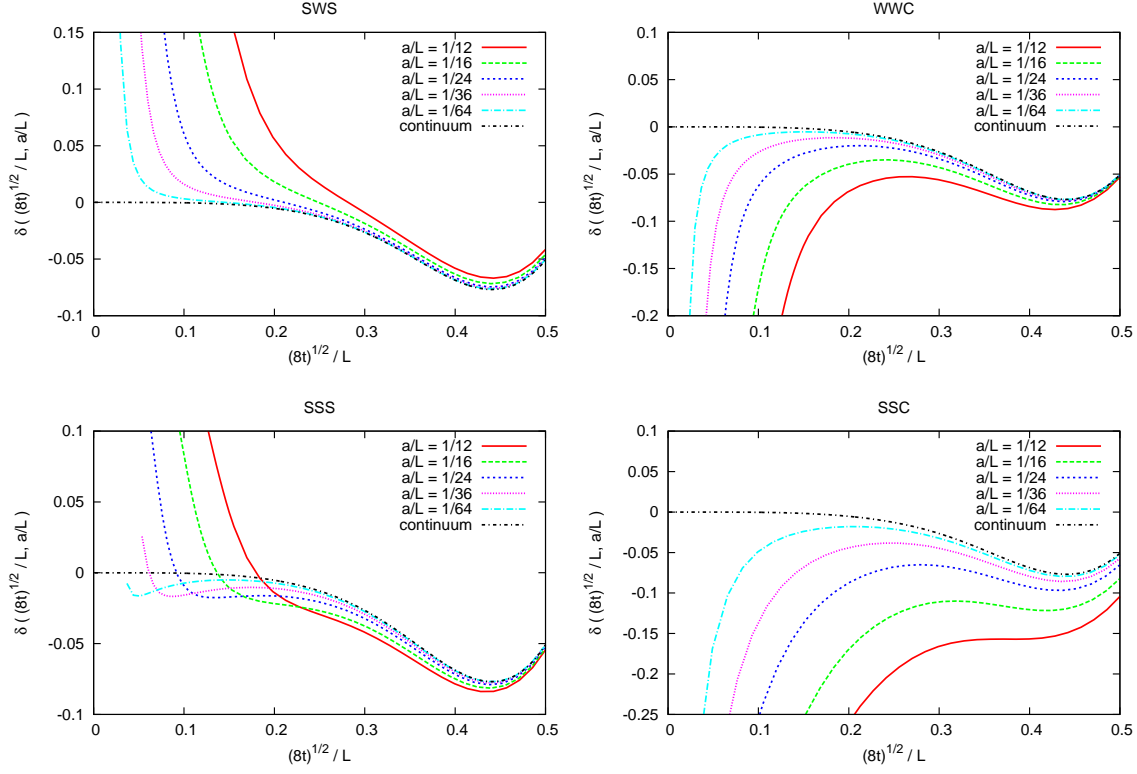 SWS
0.15
0.1
0.05
0
-0.05
-0.1
0
0.1
0.2
0.3
0.4
0.5
δ ( (8t)^{1/2} / L, a/L )
(8t)^{1/2} / L
a/L = 1/12
a/L = 1/16
a/L = 1/24
a/L = 1/36
a/L = 1/64
continuum
WWC
0.1
0.05
0
-0.05
-0.1
-0.15
-0.2
0
0.1
0.2
0.3
0.4
0.5
δ ( (8t)^{1/2} / L, a/L )
(8t)^{1/2} / L
a/L = 1/12
a/L = 1/16
a/L = 1/24
a/L = 1/36
a/L = 1/64
continuum
SSS
0.1
0.05
0
-0.05
-0.1
0
0.1
0.2
0.3
0.4
0.5
δ ( (8t)^{1/2} / L, a/L )
(8t)^{1/2} / L
a/L = 1/12
a/L = 1/16
a/L = 1/24
a/L = 1/36
a/L = 1/64
continuum
SSC
0.1
0.05
0
-0.05
-0.1
-0.15
-0.2
-0.25
0
0.1
0.2
0.3
0.4
0.5
δ ( (8t)^{1/2} / L, a/L )
(8t)^{1/2} / L
a/L = 1/12
a/L = 1/16
a/L = 1/24
a/L = 1/36
a/L = 1/64
continuum